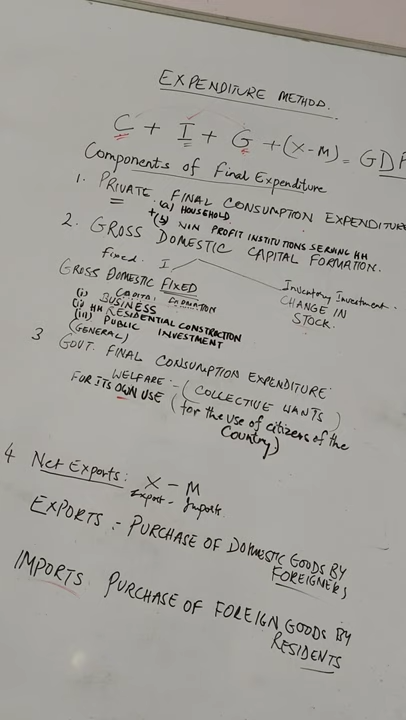 EXPENDITURE METHOD.
C + I + G + (X-M) = GDP
Components of Final Expenditure
1. PRIVATE FINAL CONSUMPTION EXPENDITURE
(a) HOUSEHOLD
+(b) NON PROFIT INSTITUTIONS SERVING HH
2. GROSS DOMESTIC CAPITAL FORMATION.
Fixed. I
Inventory Investment.
CHANGE IN
STOCK.
GROSS DOMESTIC FIXED
CAPITAL FORMATION
(i) BUSINESS
(ii) HH RESIDENTIAL CONSTRACTION
(iii) PUBLIC INVESTMENT
(GENERAL)
3 GOVT. FINAL CONSUMPTION EXPENDITURE
WELFARE :- (COLLECTIVE WANTS)
FOR ITS OWN USE (for the use of citizens of the
Country)
4 Net Exports: X - M
Export - Imports
EXPORTS :- PURCHASE OF DOMESTIC GOODS BY
FOREIGNERS
IMPORTS PURCHASE OF FOREIGN GOODS BY
RESIDENTS